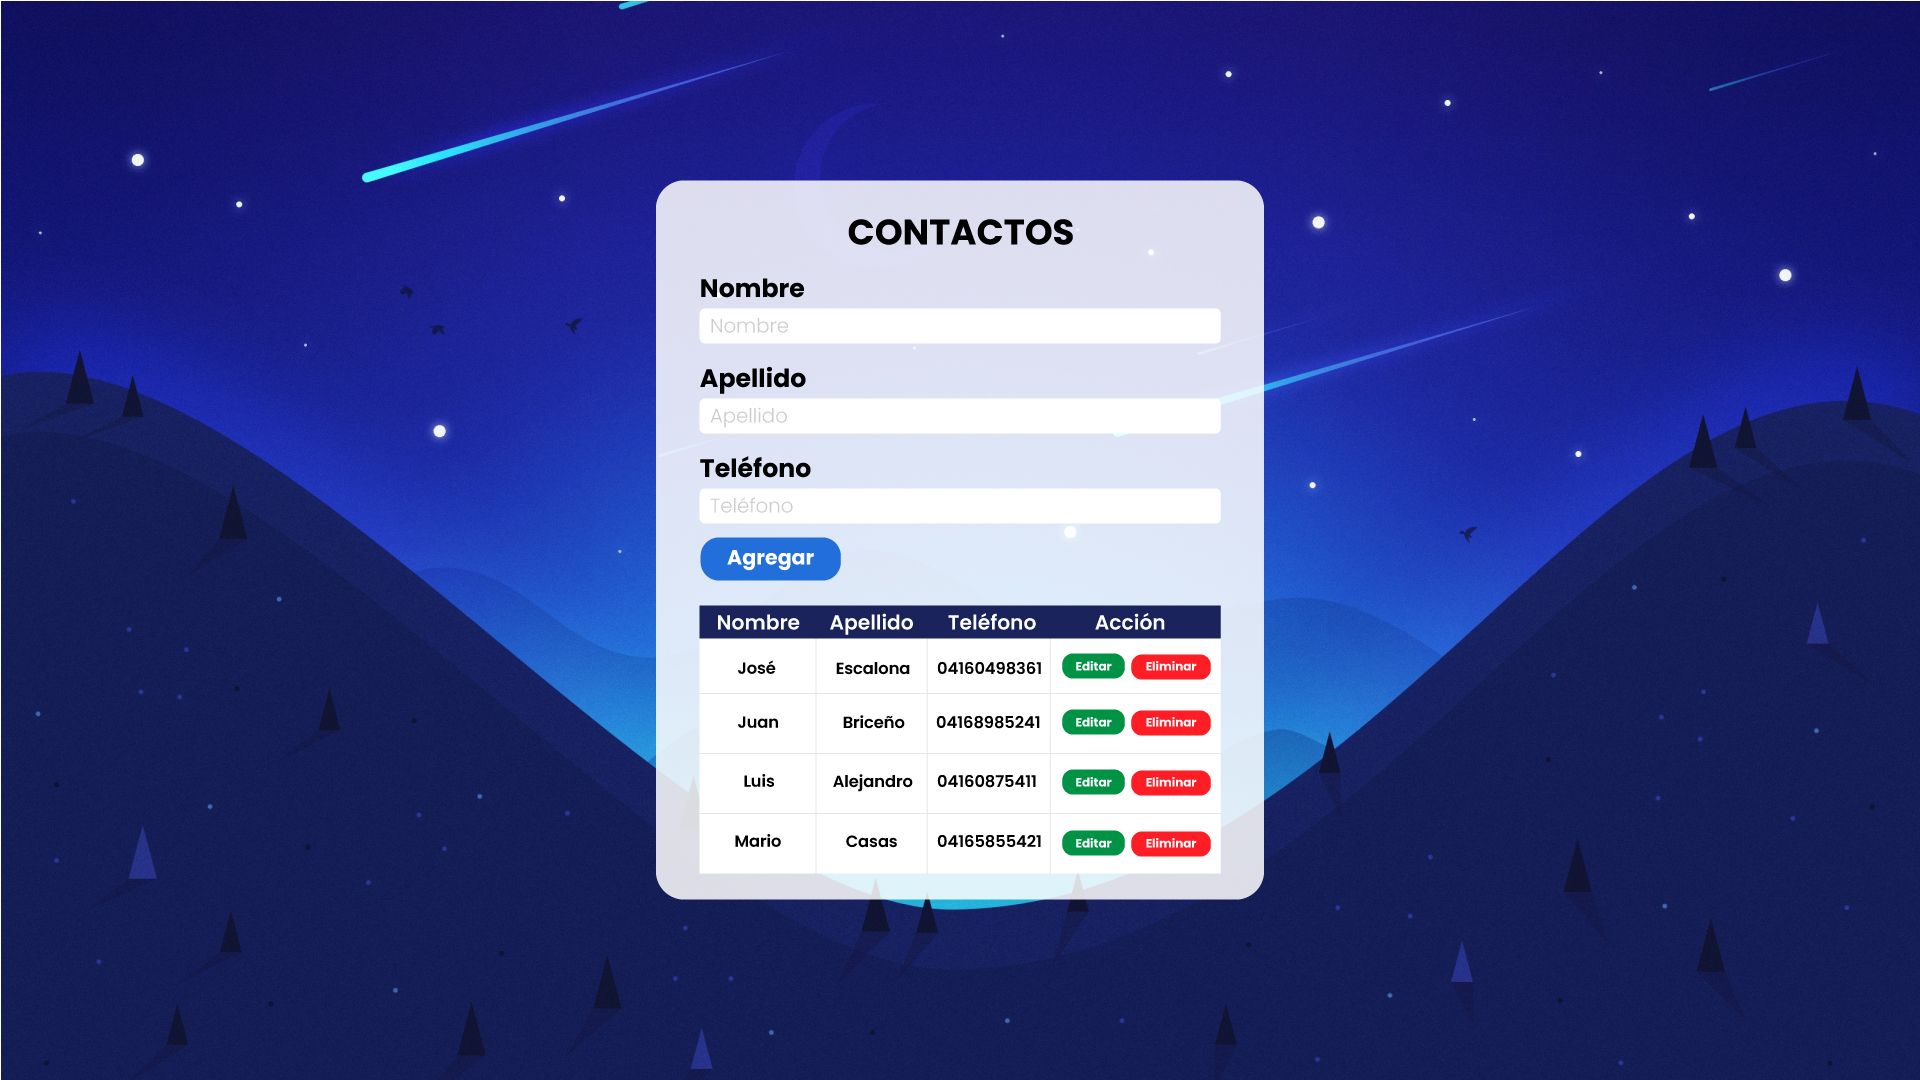 CONTACTOS
Nombre
Nombre
Apellido
Apellido
Teléfono
Teléfono
Agregar
Nombre Apellido Teléfono Acción
José Escalona 04160498361 Editar Eliminar
Juan Briceño 04168985241 Editar Eliminar
Luis Alejandro 04160875411 Editar Eliminar
Mario Casas 04165855421 Editar Eliminar